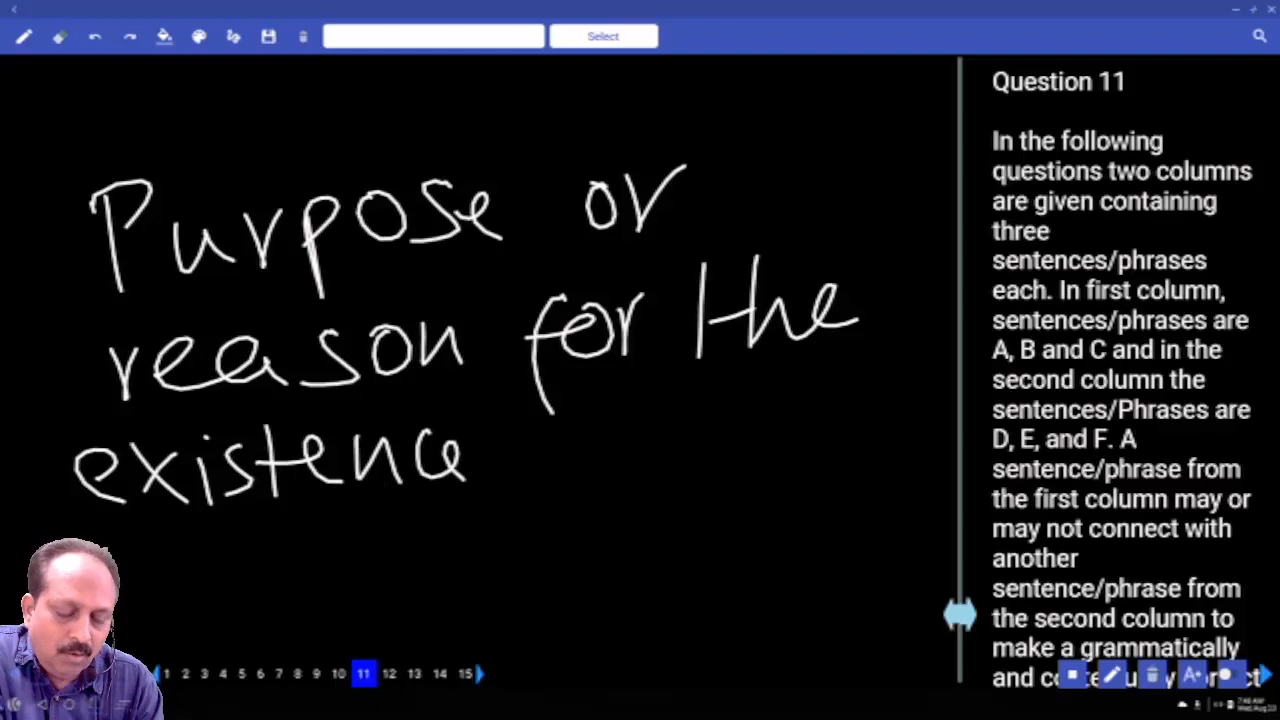 Select
Purpose or
reason for the
existence
Question 11
In the following
questions two columns
are given containing
three
sentences/phrases
each. In first column,
sentences/phrases are
A, B and C and in the
second column the
sentences/Phrases are
D, E, and F. A
sentence/phrase from
the first column may or
may not connect with
another
sentence/phrase from
the second column to
make a grammatically
and
1 2 3 4 5 6 7 8 9 10 11 12 13 14 15
A+